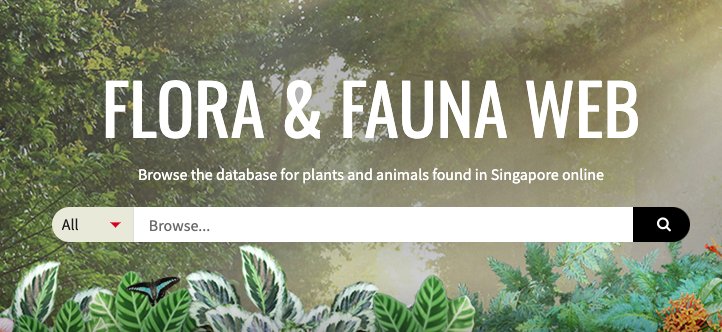 FLORA & FAUNA WEB
Browse the database for plants and animals found in Singapore online
All
Browse...